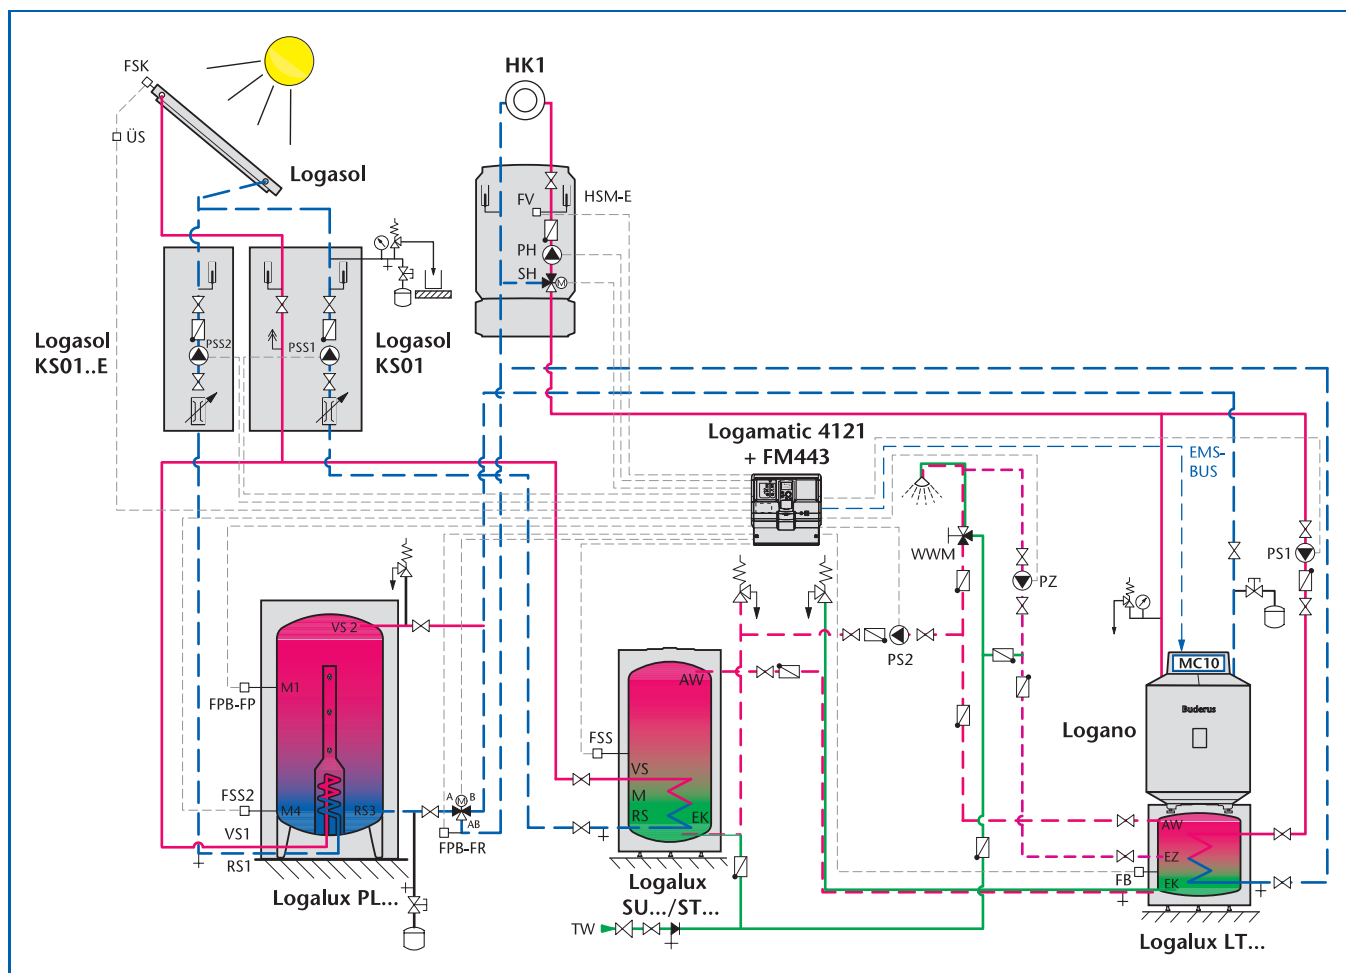 FSK
HK1
ÜS
Logasol
FV
HSM-E
PH
SH
M
Logasol
KS01..E
PSS2
PSS1
Logasol
KS01
Logamatic 4121
+ FM443
EMS-
BUS
WWM
PS1
PZ
VS 2
PS2
MC10
AW
M1
FPB-FP
Buderus
Logano
FSS
VS
M
A
M
B
FSS2
M4
RS3
RS
EK
AW
AB
VS1
FPB-FR
EZ
RS1
FB
EK
Logalux PL...
Logalux
SU.../ST...
TW
Logalux LT...